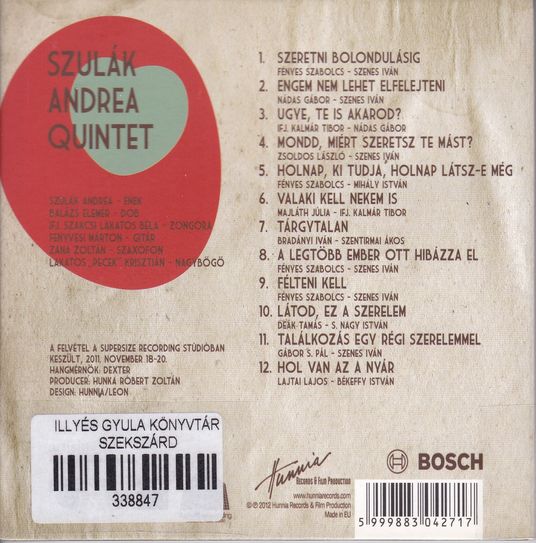 SZULÁK
ANDREA
QUINTET
SZULÁK ANDREA - ÉNEK
BALÁZS ELEMÉR - DOB
IFJ. SZAKCSI LAKATOS BÉLA - ZONGORA
FENYVESI MÁRTON - GITÁR
ZANA ZOLTÁN - SZAXOFON
LAKATOS „PECEK” KRISZTIÁN - NAGYBŐGŐ
A FELVÉTEL A SUPERSIZE RECORDING STÚDIÓBAN
KÉSZÜLT, 2011. NOVEMBER 18-20.
HANGMÉRNÖK: DEXTER
PRODUCER: HUNKA RÓBERT ZOLTÁN
DESIGN: HUNNIA/LEON
1. SZERETNI BOLONDULÁSIG
FÉNYES SZABOLCS - SZENES IVÁN
2. ENGEM NEM LEHET ELFELEJTENI
NÁDAS GÁBOR - SZENES IVÁN
3. UGYE, TE IS AKAROD?
IFJ. KALMÁR TIBOR - NÁDAS GÁBOR
4. MONDD, MIÉRT SZERETSZ TE MÁST?
ZSOLDOS LÁSZLÓ - SZENES IVÁN
5. HOLNAP, KI TUDJA, HOLNAP LÁTSZ-E MÉG
FÉNYES SZABOLCS - MIHÁLY ISTVÁN
6. VALAKI KELL NEKEM IS
MAJLÁTH JÚLIA - IFJ. KALMÁR TIBOR
7. TÁRGYTALAN
BRADÁNYI IVÁN - SZENTIRMAI ÁKOS
8. A LEGTÖBB EMBER OTT HIBÁZZA EL
FÉNYES SZABOLCS - SZENES IVÁN
9. FÉLTENI KELL
FÉNYES SZABOLCS - SZENES IVÁN
10. LÁTOD, EZ A SZERELEM
DEÁK TAMÁS - S. NAGY ISTVÁN
11. TALÁLKOZÁS EGY RÉGI SZERELEMMEL
GÁBOR S. PÁL - SZENES IVÁN
12. HOL VAN AZ A NYÁR
LAJTAI LAJOS - BÉKEFFY ISTVÁN
ILLYÉS GYULA KÖNYVTÁR
SZEKSZÁRD
338847
Hunnia
Records & Film Production
www.hunniarecords.com
℗ © 2012 Hunnia Records & Film Production
Made in EU
BOSCH
5 999883 042717